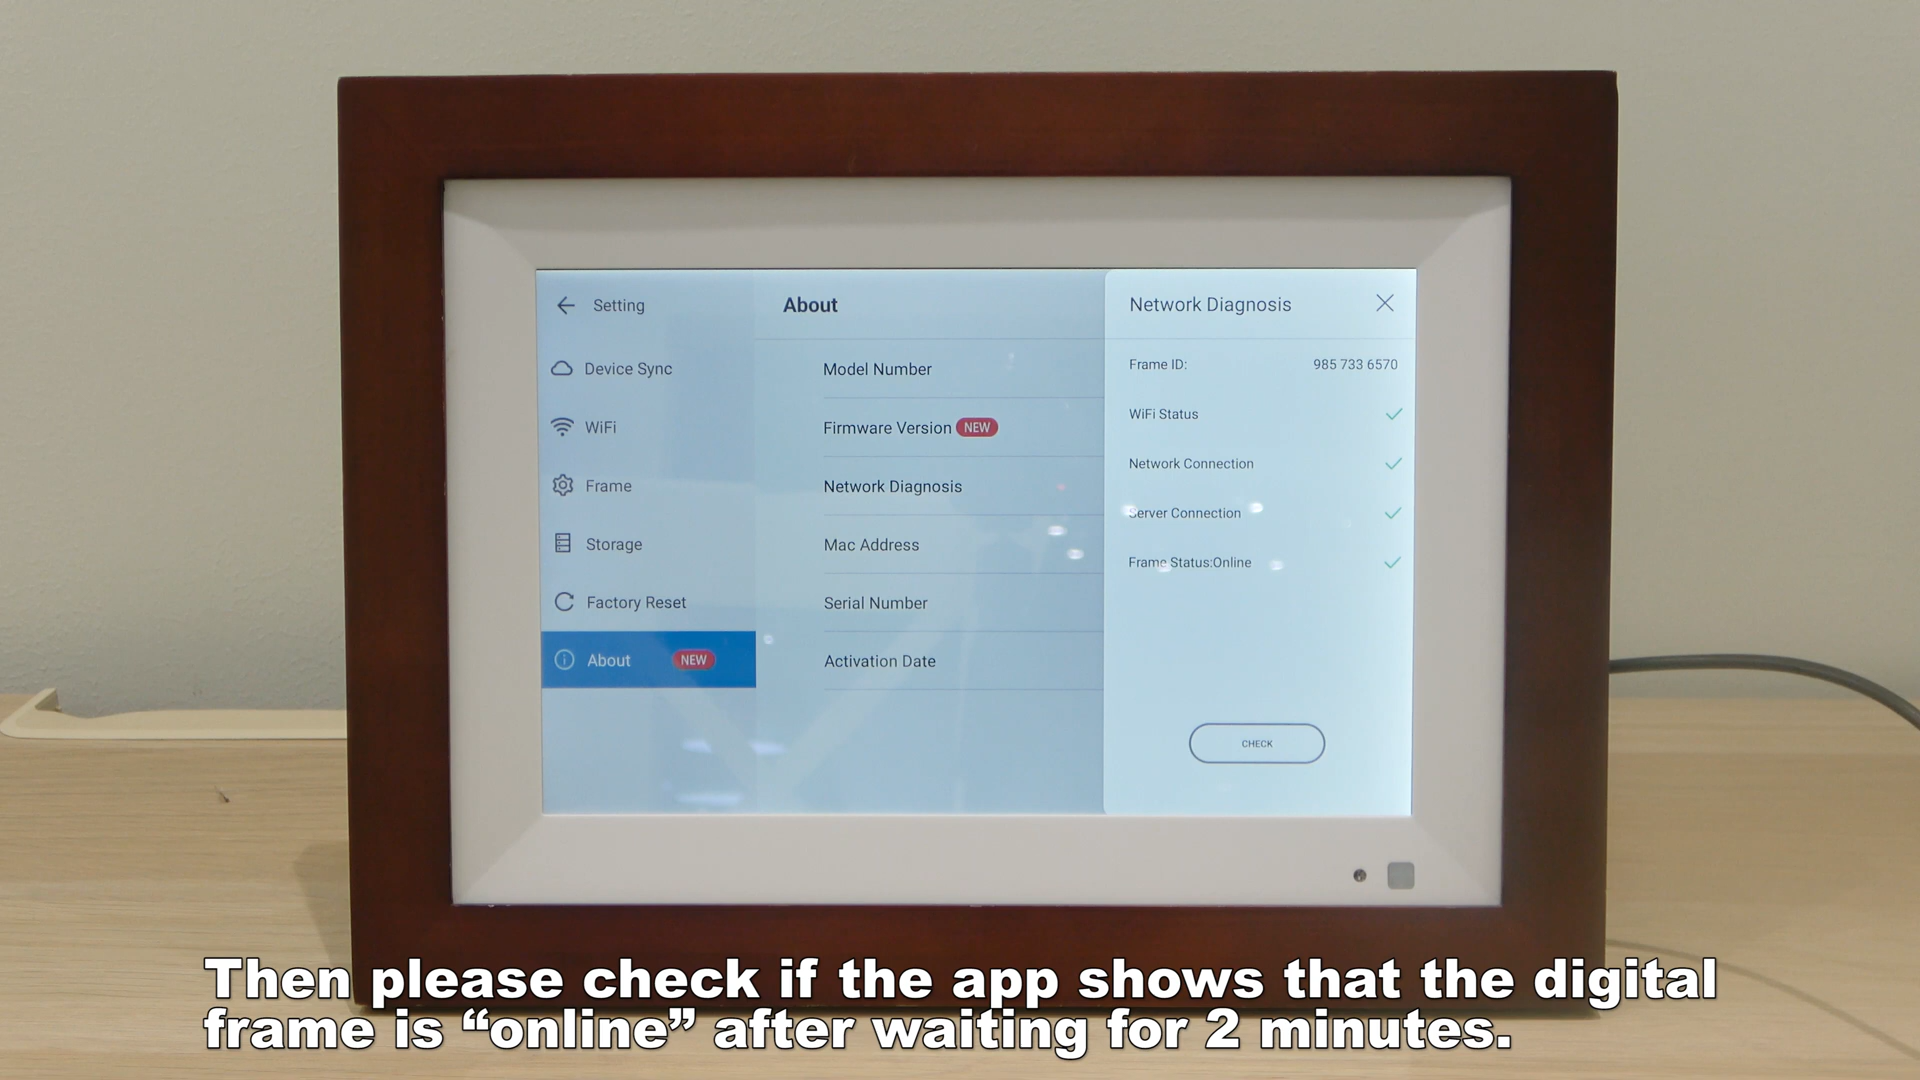 Setting
Device Sync
WiFi
Frame
Storage
Factory Reset
About NEW
About
Model Number
Firmware Version NEW
Network Diagnosis
Mac Address
Serial Number
Activation Date
Network Diagnosis
Frame ID: 985 733 6570
WiFi Status
Network Connection
Server Connection
Frame Status:Online
CHECK
Then please check if the app shows that the digital
frame is “online” after waiting for 2 minutes.